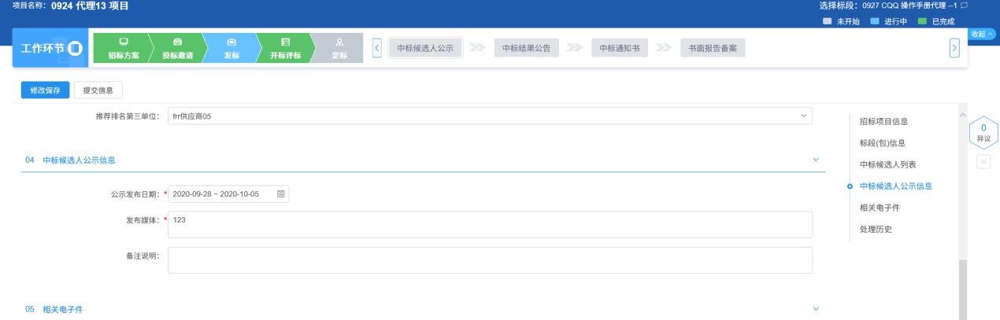 项目名称：0924 代理13 项目
选择标段：0927 CQQ 操作手册代理 --1
未开始 进行中 已完成
收起
工作环节
招标方案 投标邀请 发标 开标评标 定标
中标候选人公示 中标结果公告 中标通知书 书面报告备案
修改保存 提交信息
推荐排名第三单位： frr供应商05
04 中标候选人公示信息
公示发布日期：* 2020-09-28 ~ 2020-10-05
发布媒体：* 123
备注说明：
05 相关电子件
招标项目信息
标段(包)信息
中标候选人列表
中标候选人公示信息
相关电子件
处理历史
0
异议